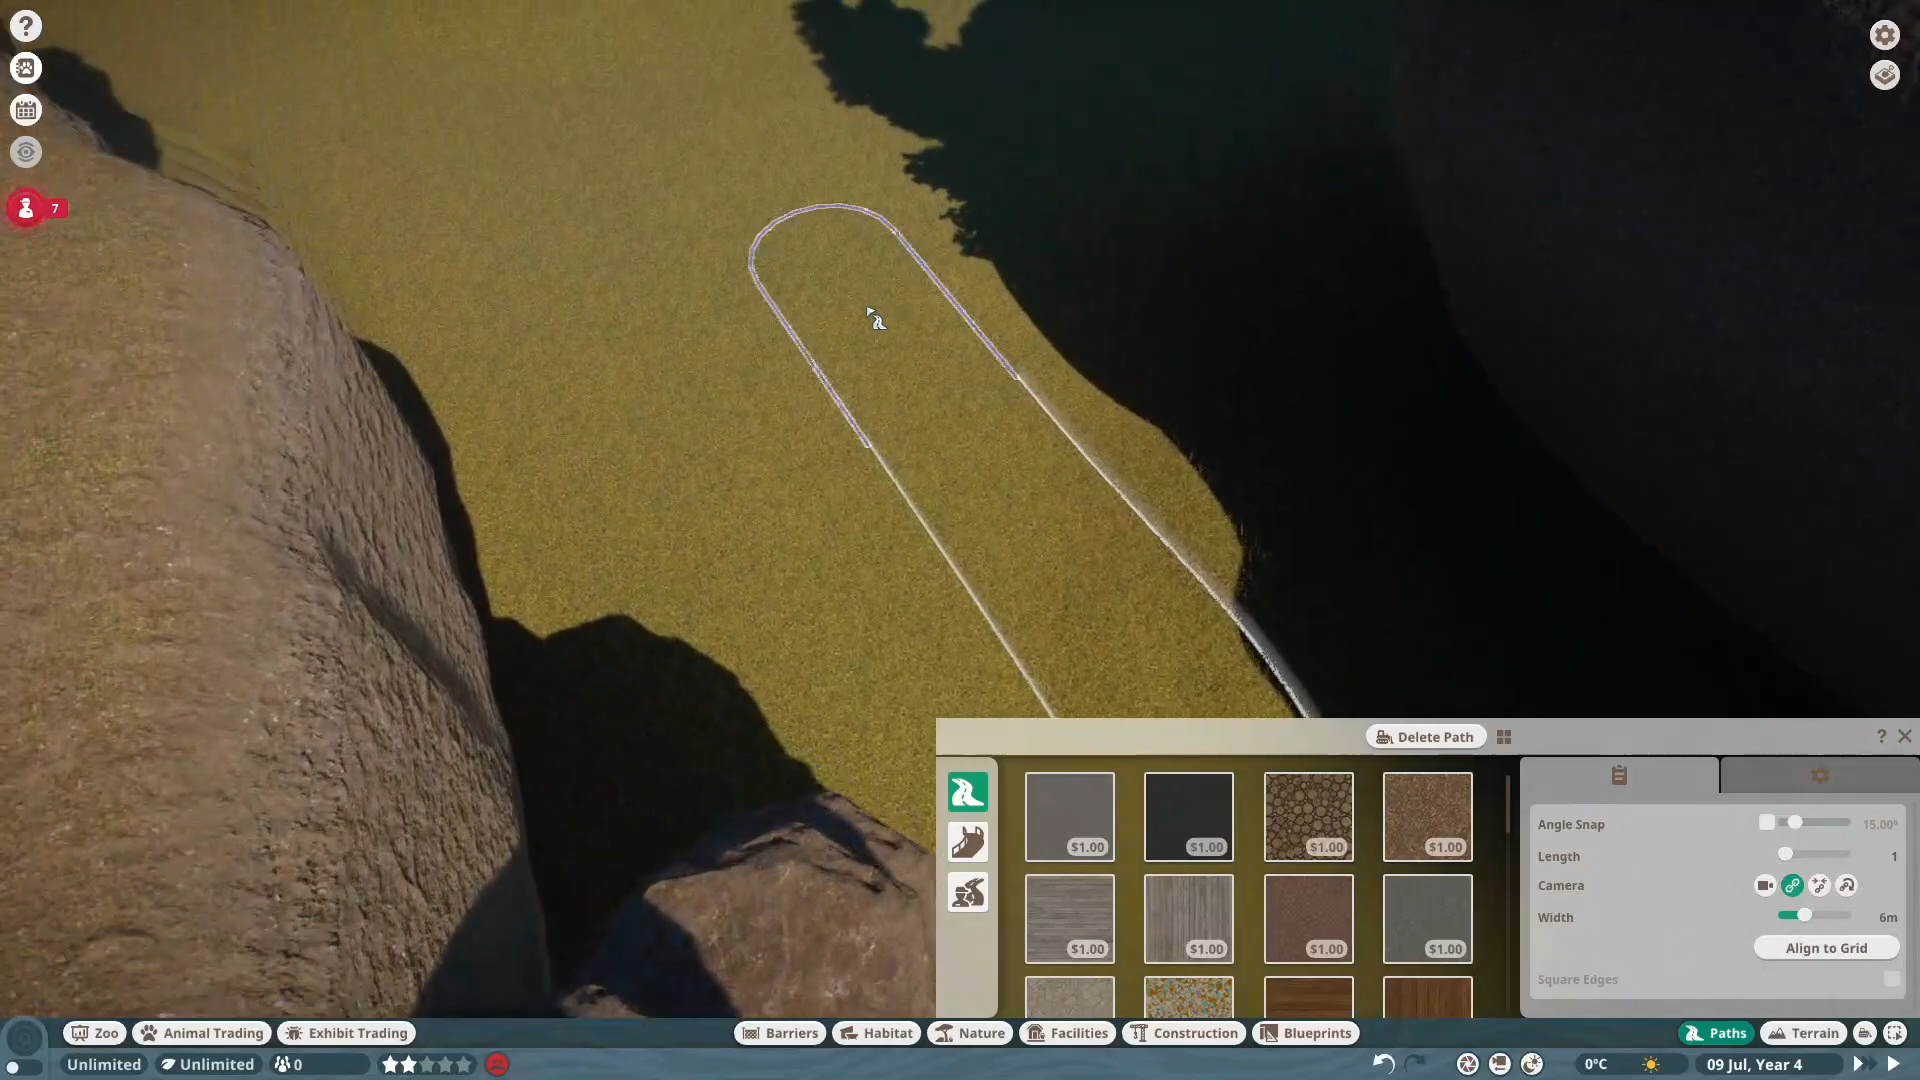 ?
7
Delete Path
?
$1.00 $1.00 $1.00 $1.00
$1.00 $1.00 $1.00 $1.00
Angle Snap 15.00°
Length 1
Camera
Width 6m
Align to Grid
Square Edges
Zoo Animal Trading Exhibit Trading Barriers Habitat Nature Facilities Construction Blueprints Paths Terrain
Unlimited Unlimited 0 0°C 09 Jul, Year 4